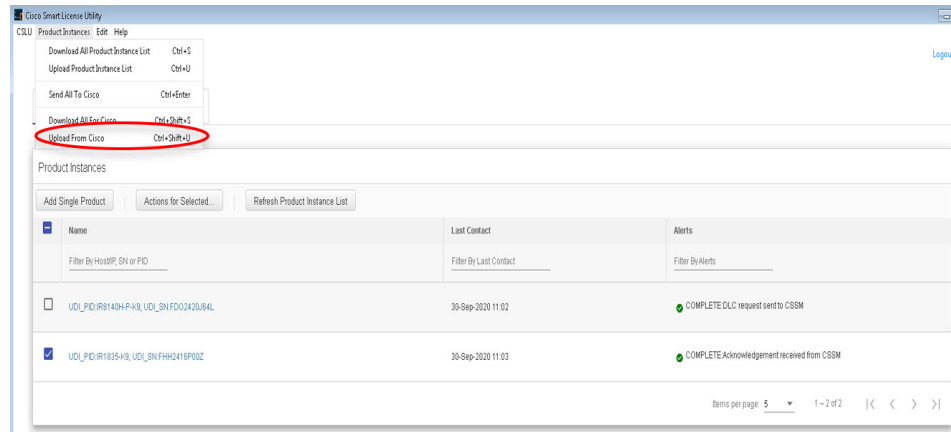 Cisco Smart License Utility
CSLU Product Instances Edit Help
Download All Product Instance List Ctrl+S
Upload Product Instance List Ctrl+U
Logou
Send All To Cisco Ctrl+Enter
Download All For Cisco Ctrl+Shift+S
Upload From Cisco Ctrl+Shift+U
Product Instances
Add Single Product Actions for Selected... Refresh Product Instance List
Name Last Contact Alerts
Filter By Host/IP, SN or PID Filter By Last Contact Filter By Alerts
UDI_PID:IR8140H-P-K9; UDI_SN:FDO2420J64L 30-Sep-2020 11:02 COMPLETE:DLC request sent to CSSM
UDI_PID:IR1835-K9; UDI_SN:FHH2416P00Z 30-Sep-2020 11:03 COMPLETE:Acknowledgement received from CSSM
Items per page: 5 1 – 2 of 2